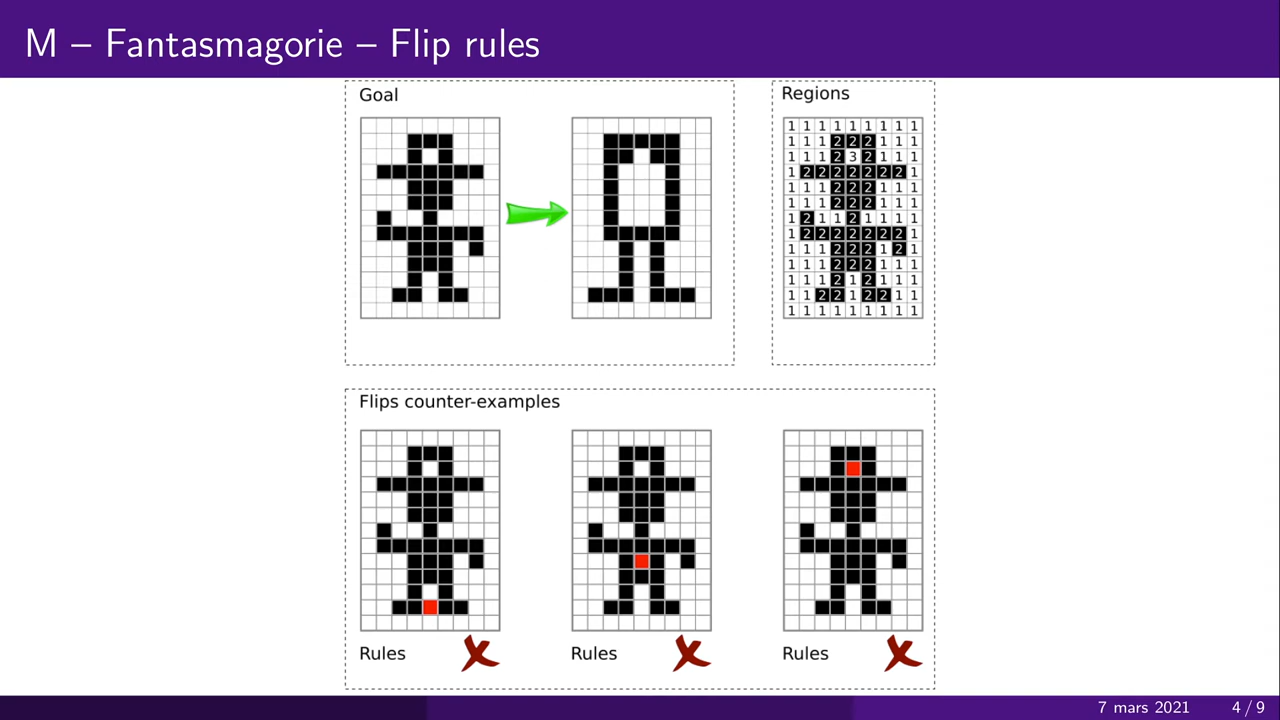 M – Fantasmagorie – Flip rules
Goal
Regions
1 1 1 1 1 1 1 1 1
1 1 1 2 2 2 1 1 1
1 1 1 2 3 2 1 1 1
1 2 2 2 2 2 2 2 1
1 1 1 2 2 2 1 1 1
1 1 1 2 2 2 1 1 1
1 2 1 1 2 1 1 1 1
1 2 2 2 2 2 2 2 1
1 1 1 2 2 2 1 2 1
1 1 1 2 2 2 1 1 1
1 1 1 2 1 2 1 1 1
1 1 2 2 1 2 2 1 1
1 1 1 1 1 1 1 1 1
Flips counter-examples
Rules
Rules
Rules
7 mars 2021 4 / 9